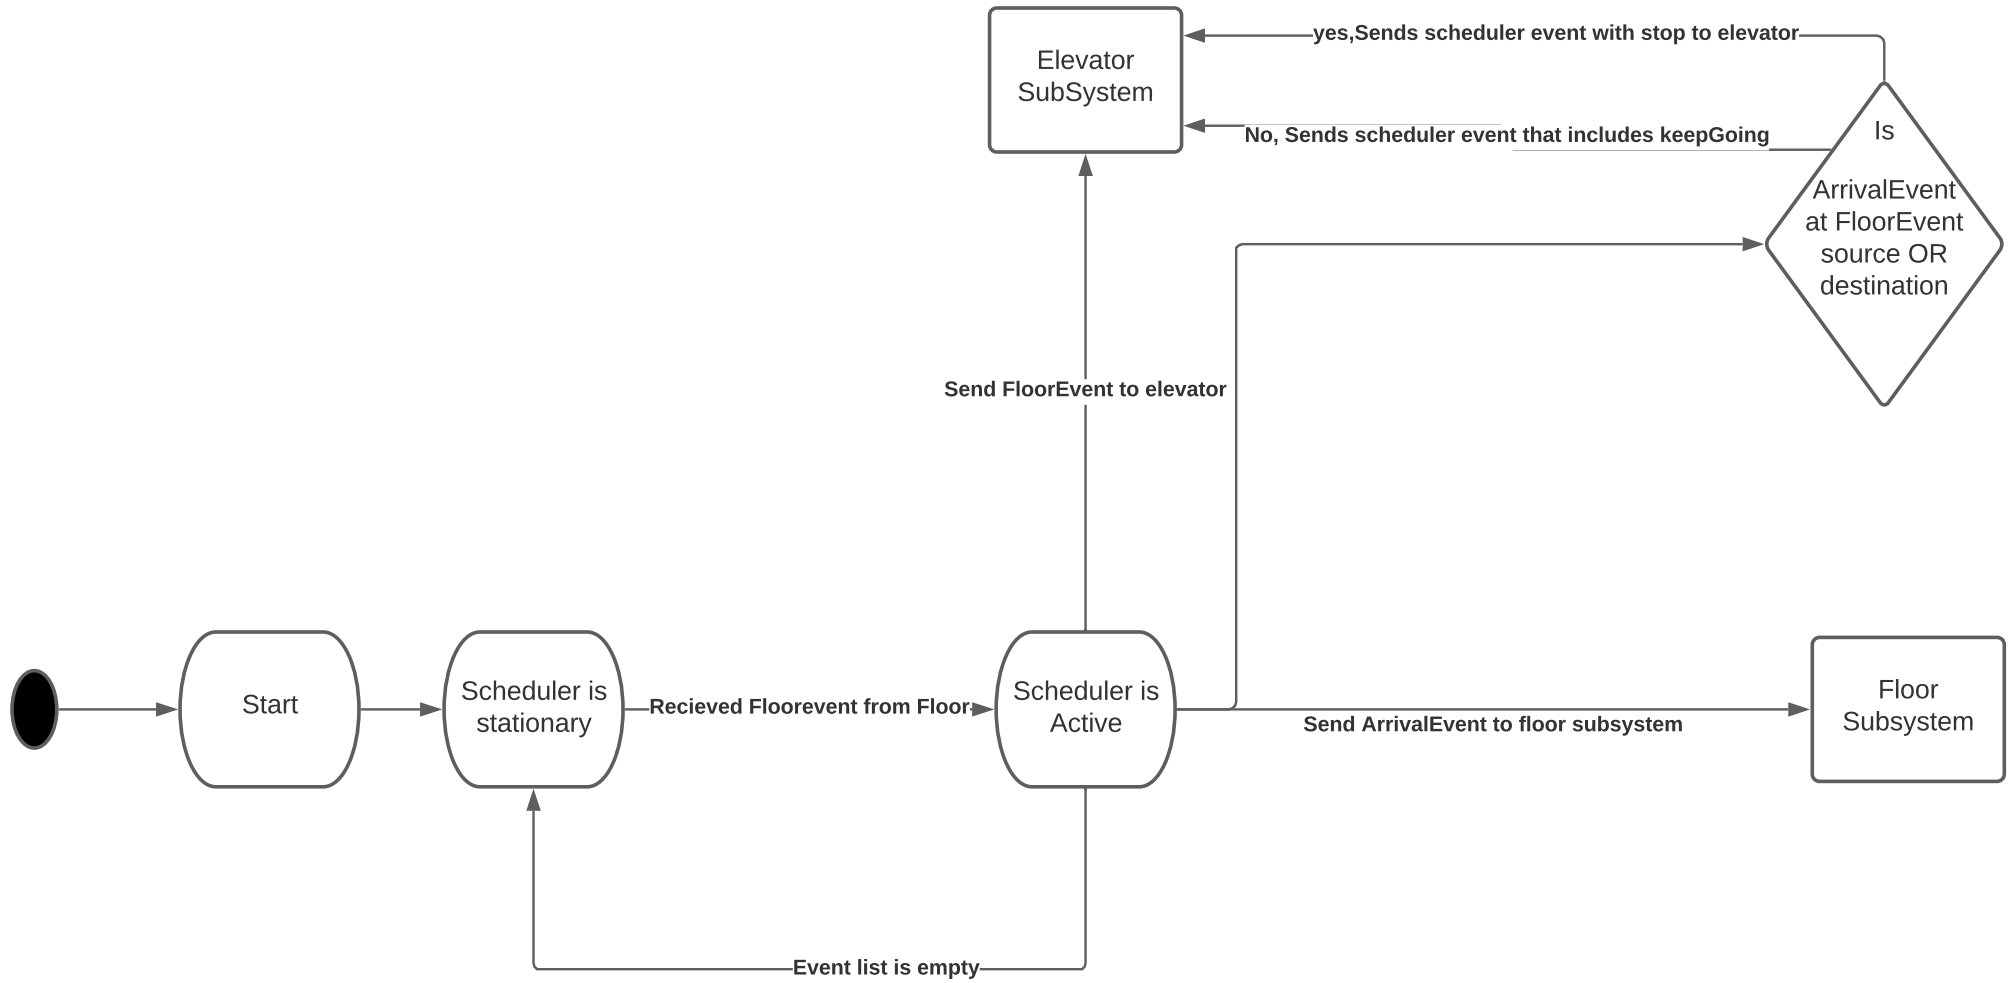 Elevator
SubSystem
yes,Sends scheduler event with stop to elevator
No, Sends scheduler event that includes keepGoing
Is
ArrivalEvent
at FloorEvent
source OR
destination
Send FloorEvent to elevator
Start
Scheduler is
stationary
Recieved Floorevent from Floor
Scheduler is
Active
Send ArrivalEvent to floor subsystem
Floor
Subsystem
Event list is empty